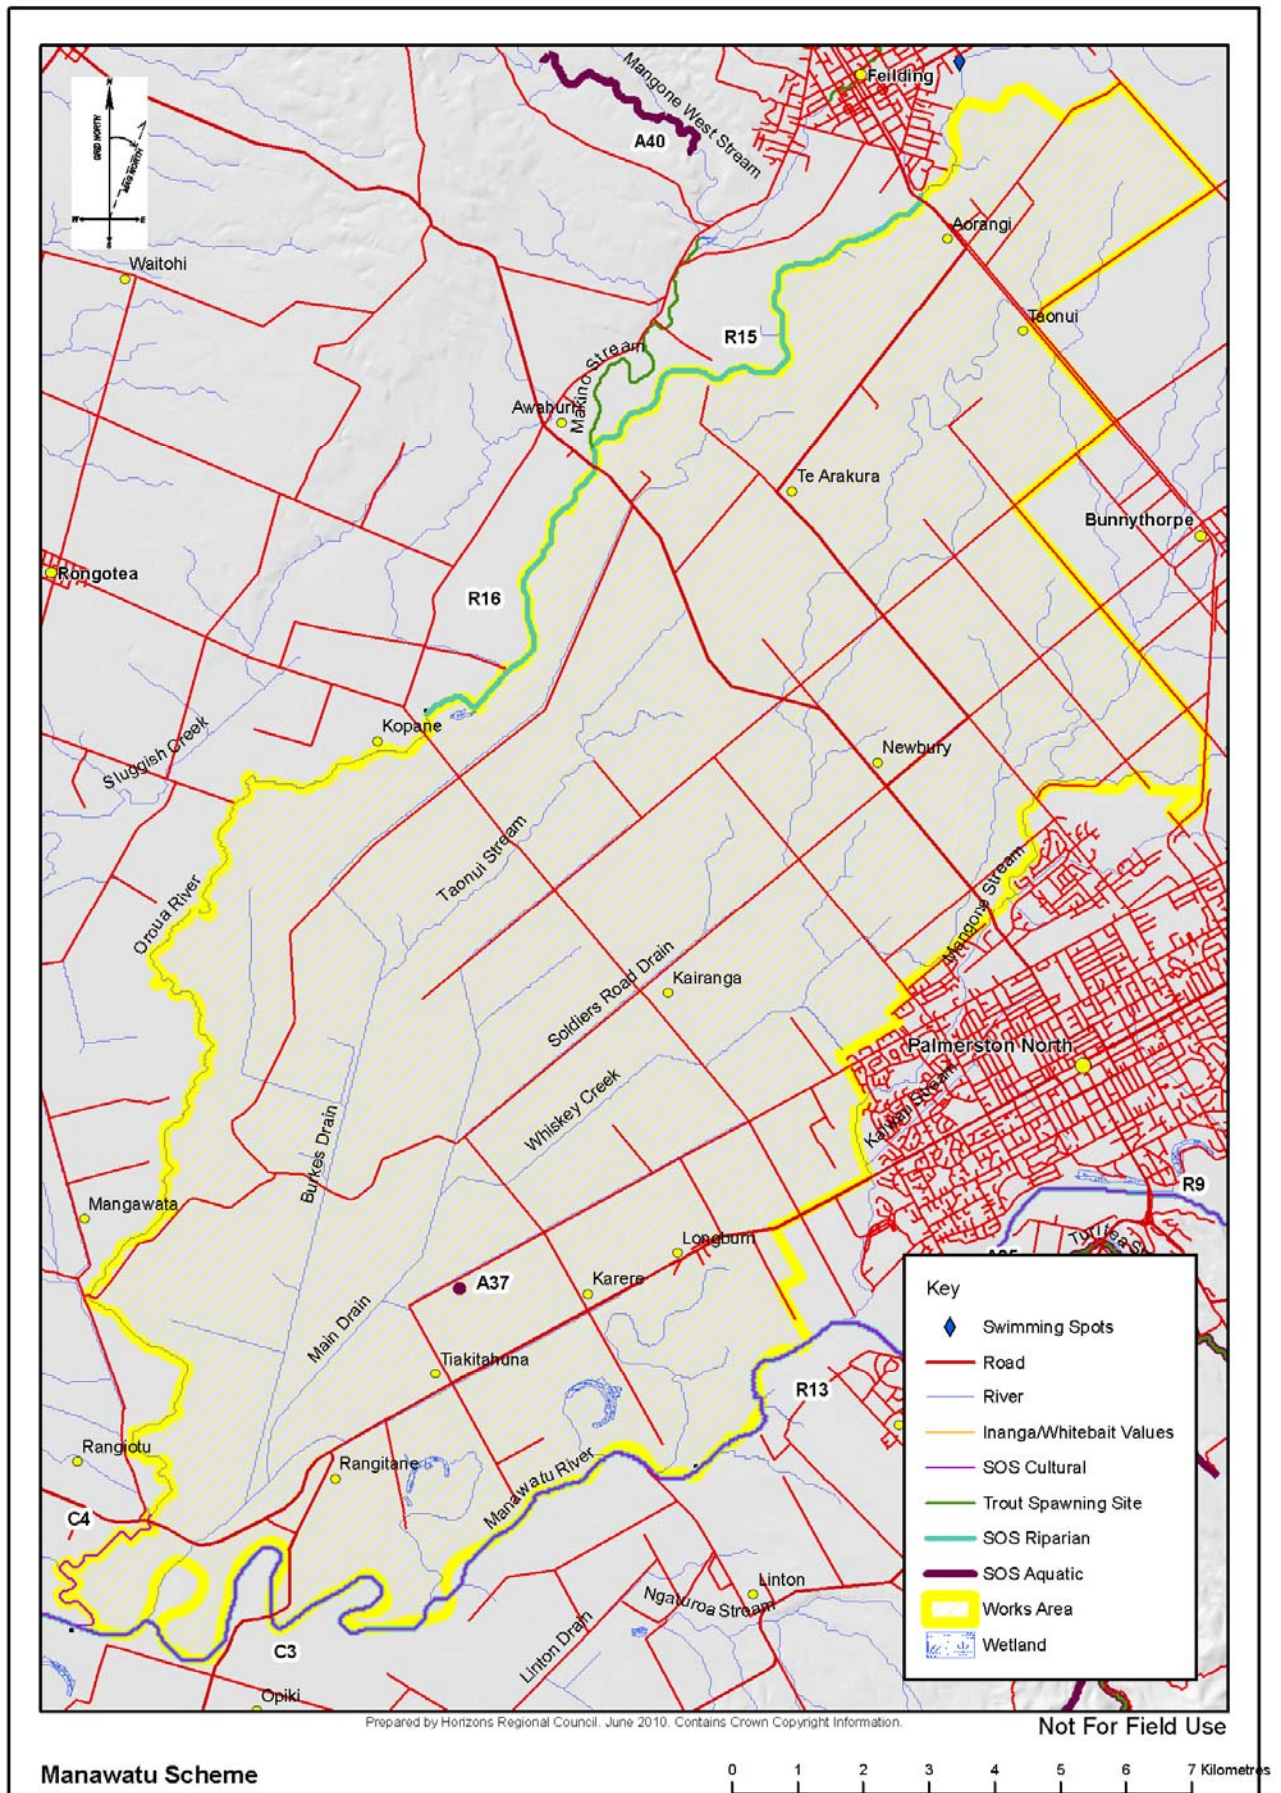 Mangone West Stream
Feilding
N
GRID NORTH
MAG NORTH
W
E
S
A40
Aorangi
Waitohi
Taonui
R15
Makino Stream
Te Arakura
Bunnythorpe
Rongotea
R16
Kopane
Sluggish Creek
Newbury
Taonui Stream
Mangone Stream
Oroua River
Soldiers Road Drain
Kairanga
Palmerston North
Whiskey Creek
Burkes Drain
R9
Mangawata
Longburn
A37
Karere
Main Drain
Tiakitahuna
R13
Rangiotu
Rangitane
Manawatu River
C4
Linton
Ngaturoa Stream
Linton Drain
C3
Opiki
Key
Swimming Spots
Road
River
Inanga/Whitebait Values
SOS Cultural
Trout Spawning Site
SOS Riparian
SOS Aquatic
Works Area
Wetland
Prepared by Horizons Regional Council. June 2010. Contains Crown Copyright Information.
Not For Field Use
Manawatu Scheme
0 1 2 3 4 5 6 7 Kilometres